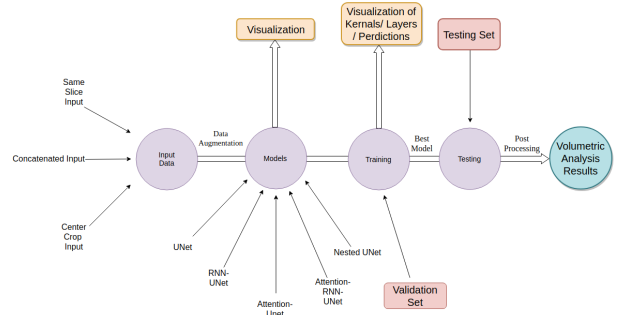 Visualization
Visualization of
Kernals/ Layers
/ Perdictions
Testing Set
Same
Slice
Input
Concatenated Input
Center
Crop
Input
Input
Data
Data
Augmentation
Models
Training
Best
Model
Testing
Post
Processing
Volumetric
Analysis
Results
UNet
RNN-
UNet
Attention-
Unet
Attention-
RNN-
UNet
Nested UNet
Validation
Set